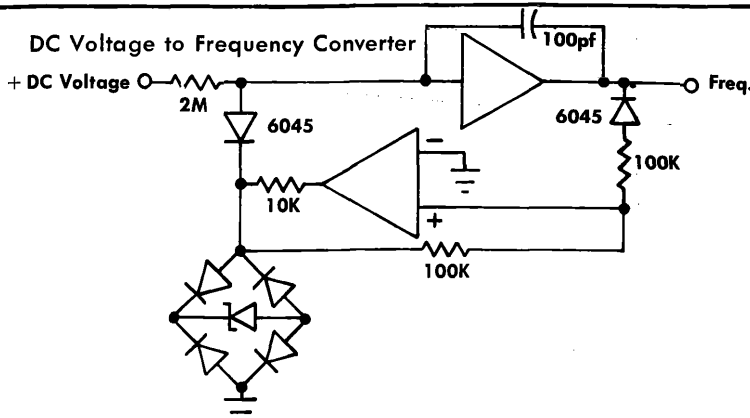 DC Voltage to Frequency Converter
100pf
+ DC Voltage
2M
6045
Freq.
6045
100K
10K
−
+
100K